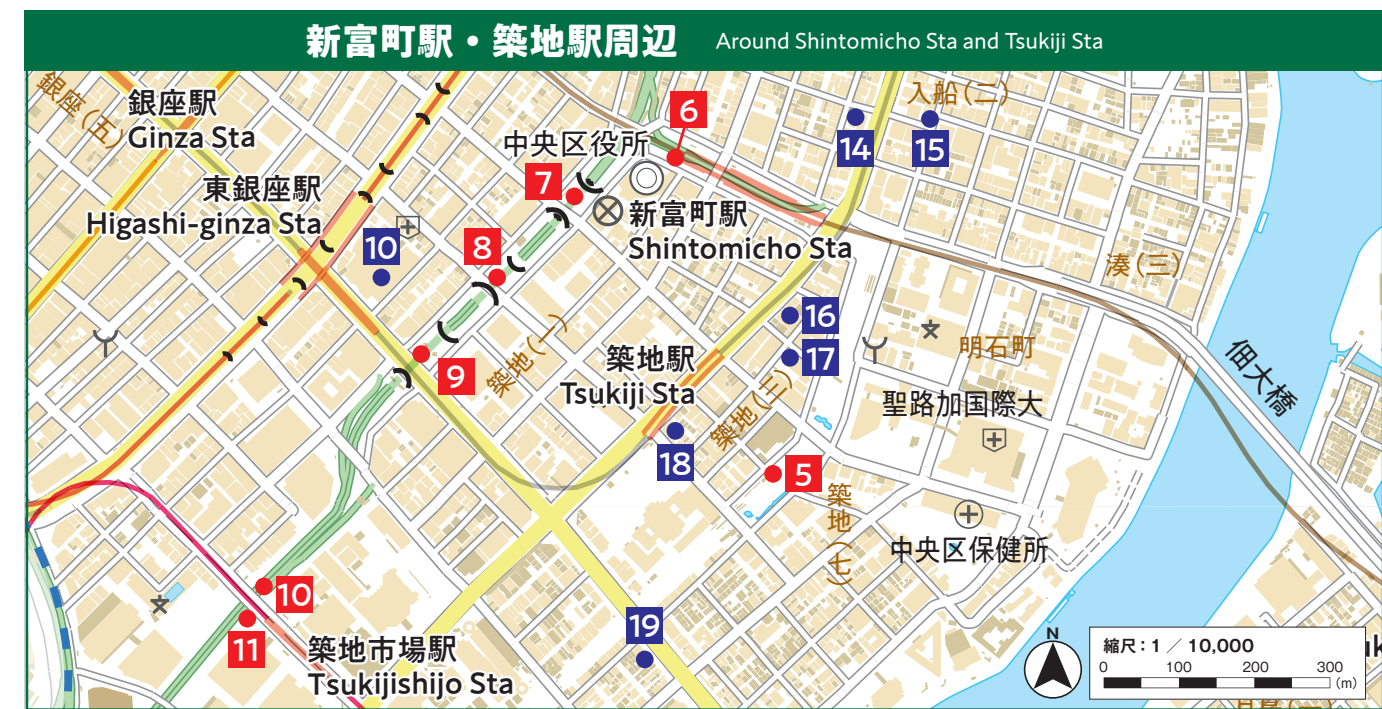 新富町駅・築地駅周辺 Around Shintomicho Sta and Tsukiji Sta
銀座(五)
銀座駅
Ginza Sta
東銀座駅
Higashi-ginza Sta
中央区役所
新富町駅
Shintomicho Sta
入船(二)
湊(三)
6
7
8
9
10
14
15
16
17
築地(一)
築地駅
Tsukiji Sta
築地(三)
18
5
明石町
聖路加国際大
佃大橋
築地(七)
中央区保健所
10
11
築地市場駅
Tsukijishijo Sta
19
N
縮尺:1 / 10,000
0 100 200 300
(m)